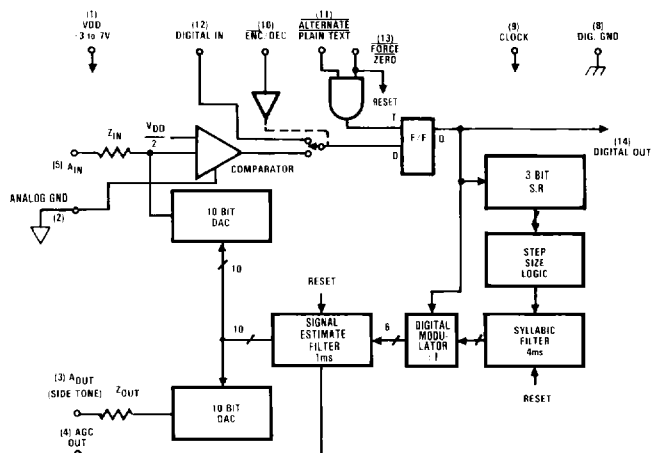 (1)
VDD
+3 to 7V
(12)
DIGITAL IN
(10)
ENC/DEC
(11)
ALTERNATE
PLAIN TEXT
(13)
FORCE
ZERO
RESET
(9)
CLOCK
(8)
DIG. GND
ZIN
VDD
2
(5) AIN
COMPARATOR
T
F/F
Q
D
(14)
DIGITAL OUT
ANALOG GND
(2)
10 BIT
DAC
3 BIT
S.R
STEP
SIZE
LOGIC
10
RESET
10
SIGNAL
ESTIMATE
FILTER
1ms
6
DIGITAL
MODU-
LATOR
SYLLABIC
FILTER
4ms
RESET
(3) AOUT
(SIDE TONE)
ZOUT
(4) AGC
OUT
10 BIT
DAC